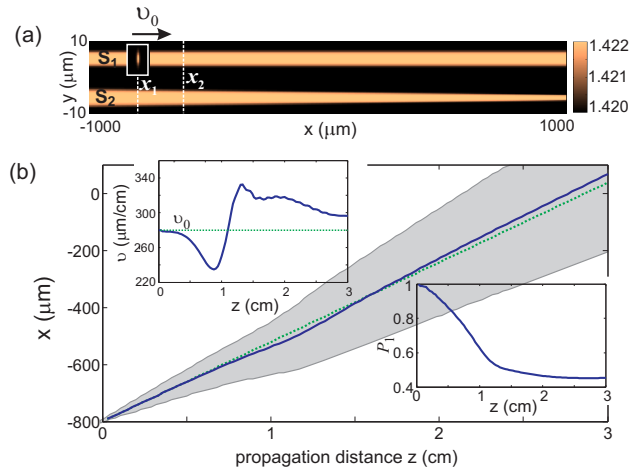 (a)
υ₀
10
S₁
x₁
x₂
S₂
y (μm)
-10
-1000
x (μm)
1000
1.422
1.421
1.420
(b)
0
-200
-400
-600
-800
x (μm)
360
340
300
260
220
υ (μm/cm)
υ₀
0
1
2
3
z (cm)
1
0.8
0.6
0.4
P₁
0
1
2
3
z (cm)
0
1
2
3
propagation distance z (cm)